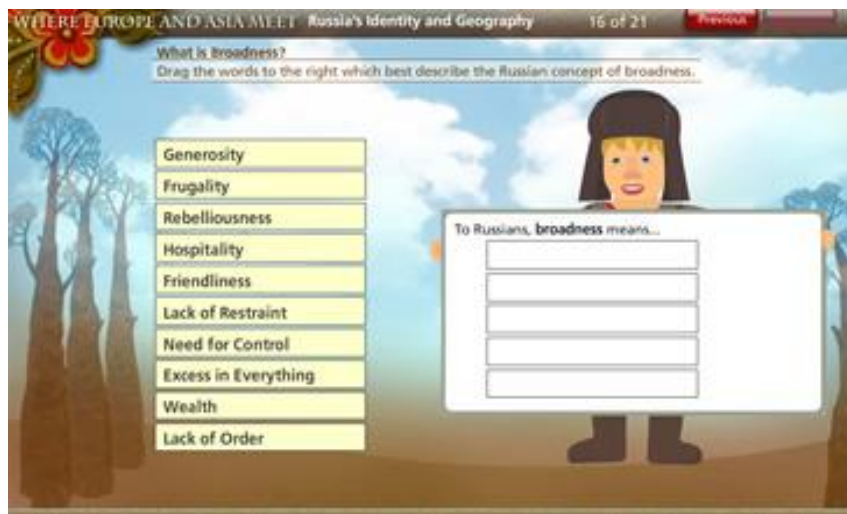 WHERE EUROPE AND ASIA MEET Russia's Identity and Geography 16 of 21 Previous
What is Broadness?
Drag the words to the right which best describe the Russian concept of broadness.
Generosity
Frugality
Rebelliousness
Hospitality
Friendliness
Lack of Restraint
Need for Control
Excess in Everything
Wealth
Lack of Order
To Russians, broadness means...